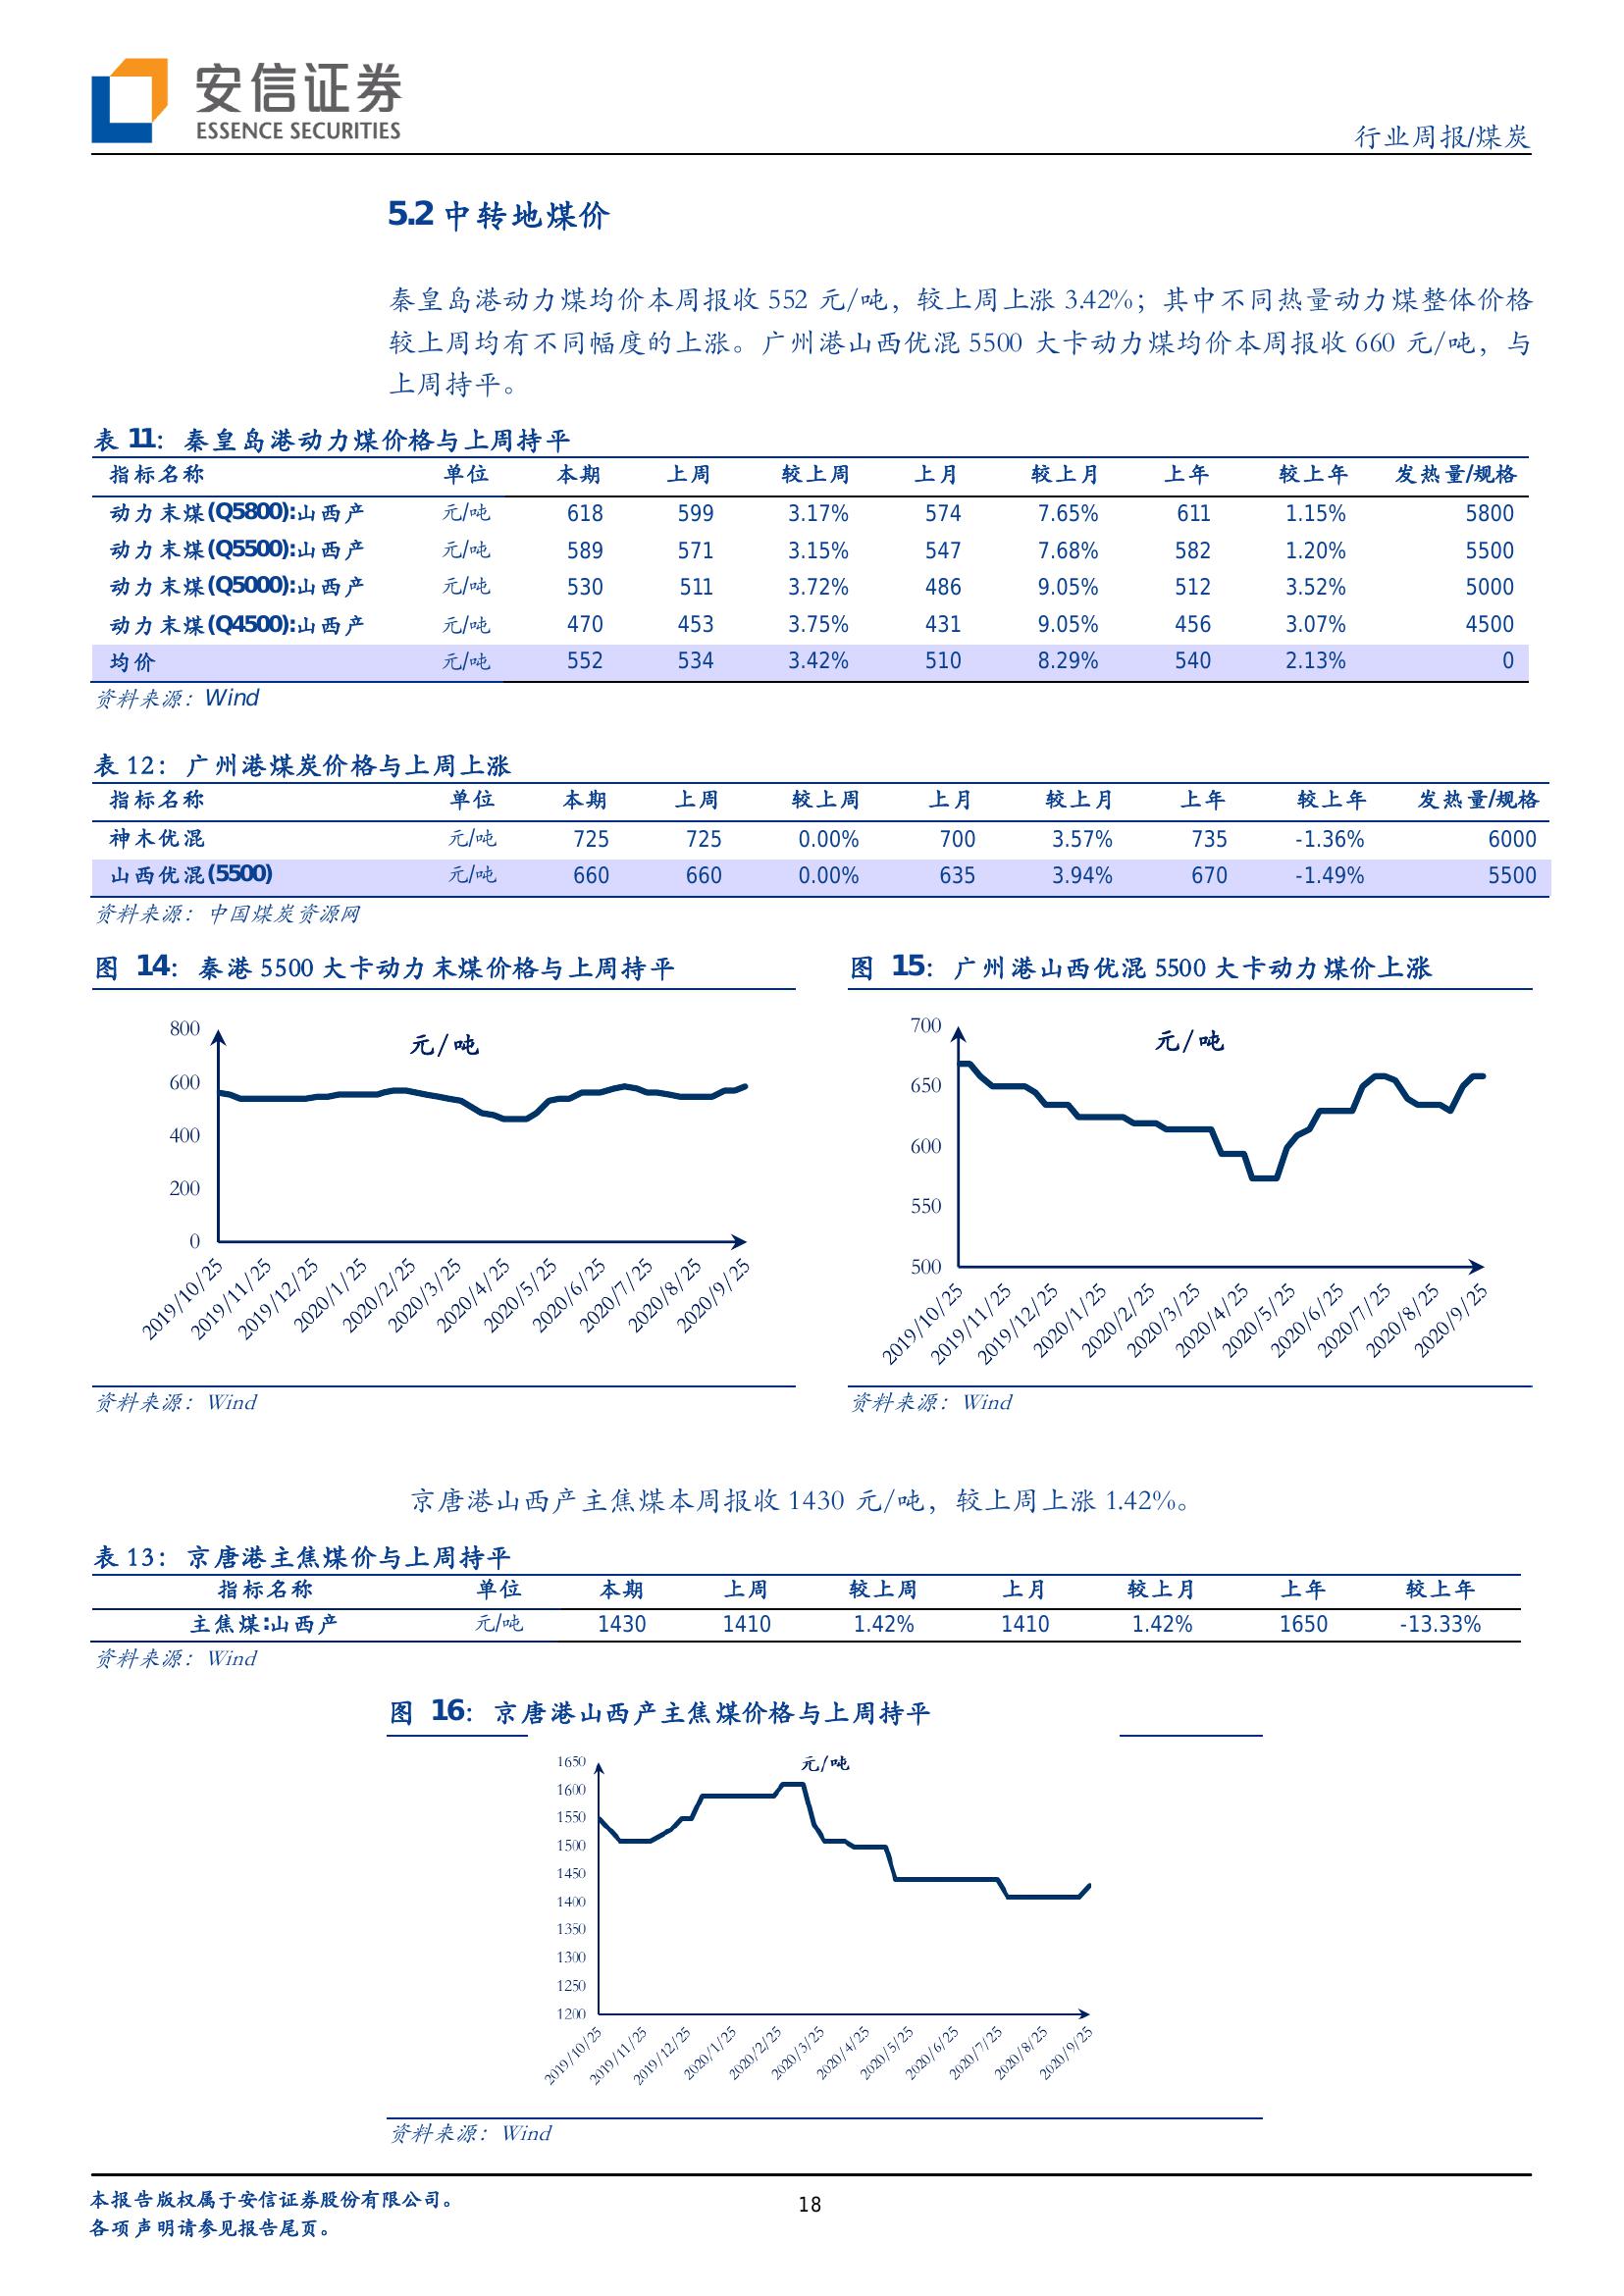 安信证券
ESSENCE SECURITIES
行业周报/煤炭
5.2 中转地煤价
秦皇岛港动力煤均价本周报收 552 元/吨，较上周上涨 3.42%；其中不同热量动力煤整体价格
较上周均有不同幅度的上涨。广州港山西优混 5500 大卡动力煤均价本周报收 660 元/吨，与
上周持平。
表 11：秦皇岛港动力煤价格与上周持平
指标名称 单位 本期 上周 较上周 上月 较上月 上年 较上年 发热量/规格
动力末煤(Q5800):山西产 元/吨 618 599 3.17% 574 7.65% 611 1.15% 5800
动力末煤(Q5500):山西产 元/吨 589 571 3.15% 547 7.68% 582 1.20% 5500
动力末煤(Q5000):山西产 元/吨 530 511 3.72% 486 9.05% 512 3.52% 5000
动力末煤(Q4500):山西产 元/吨 470 453 3.75% 431 9.05% 456 3.07% 4500
均价 元/吨 552 534 3.42% 510 8.29% 540 2.13% 0
资料来源：Wind
表 12：广州港煤炭价格与上周上涨
指标名称 单位 本期 上周 较上周 上月 较上月 上年 较上年 发热量/规格
神木优混 元/吨 725 725 0.00% 700 3.57% 735 -1.36% 6000
山西优混(5500) 元/吨 660 660 0.00% 635 3.94% 670 -1.49% 5500
资料来源：中国煤炭资源网
图 14：秦港 5500 大卡动力末煤价格与上周持平
元/吨
800
600
400
200
0
2019/10/25 2019/11/25 2019/12/25 2020/1/25 2020/2/25 2020/3/25 2020/4/25 2020/5/25 2020/6/25 2020/7/25 2020/8/25 2020/9/25
资料来源：Wind
图 15：广州港山西优混 5500 大卡动力煤价上涨
元/吨
700
650
600
550
500
2019/10/25 2019/11/25 2019/12/25 2020/1/25 2020/2/25 2020/3/25 2020/4/25 2020/5/25 2020/6/25 2020/7/25 2020/8/25 2020/9/25
资料来源：Wind
京唐港山西产主焦煤本周报收 1430 元/吨，较上周上涨 1.42%。
表 13：京唐港主焦煤价与上周持平
指标名称 单位 本期 上周 较上周 上月 较上月 上年 较上年
主焦煤:山西产 元/吨 1430 1410 1.42% 1410 1.42% 1650 -13.33%
资料来源：Wind
图 16：京唐港山西产主焦煤价格与上周持平
元/吨
1650
1600
1550
1500
1450
1400
1350
1300
1250
1200
2019/10/25 2019/11/25 2019/12/25 2020/1/25 2020/2/25 2020/3/25 2020/4/25 2020/5/25 2020/6/25 2020/7/25 2020/8/25 2020/9/25
资料来源：Wind
本报告版权属于安信证券股份有限公司。
各项声明请参见报告尾页。
18